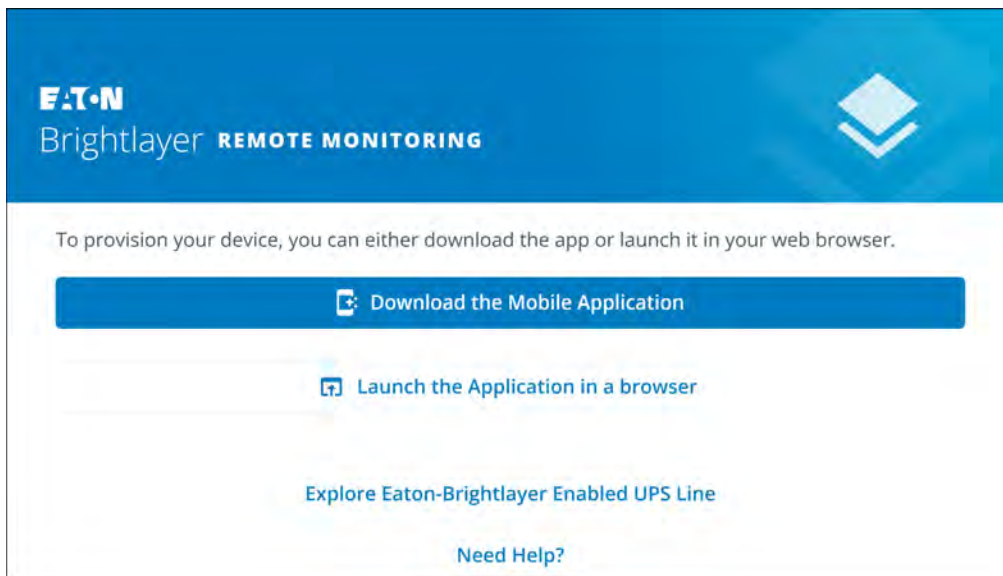 EATON
Brightlayer REMOTE MONITORING
To provision your device, you can either download the app or launch it in your web browser.
Download the Mobile Application
Launch the Application in a browser
Explore Eaton-Brightlayer Enabled UPS Line
Need Help?